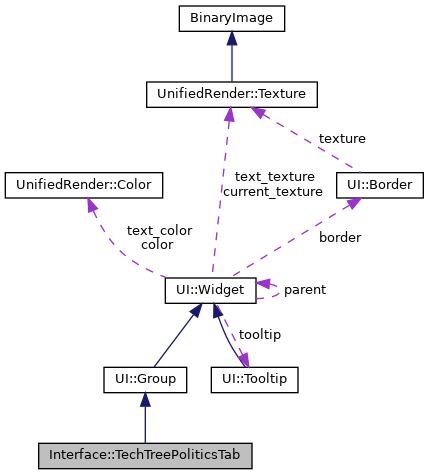 BinaryImage
UnifiedRender::Texture
texture
text_texture
current_texture
UnifiedRender::Color
UI::Border
text_color
color
border
UI::Widget
parent
tooltip
UI::Group
UI::Tooltip
Interface::TechTreePoliticsTab